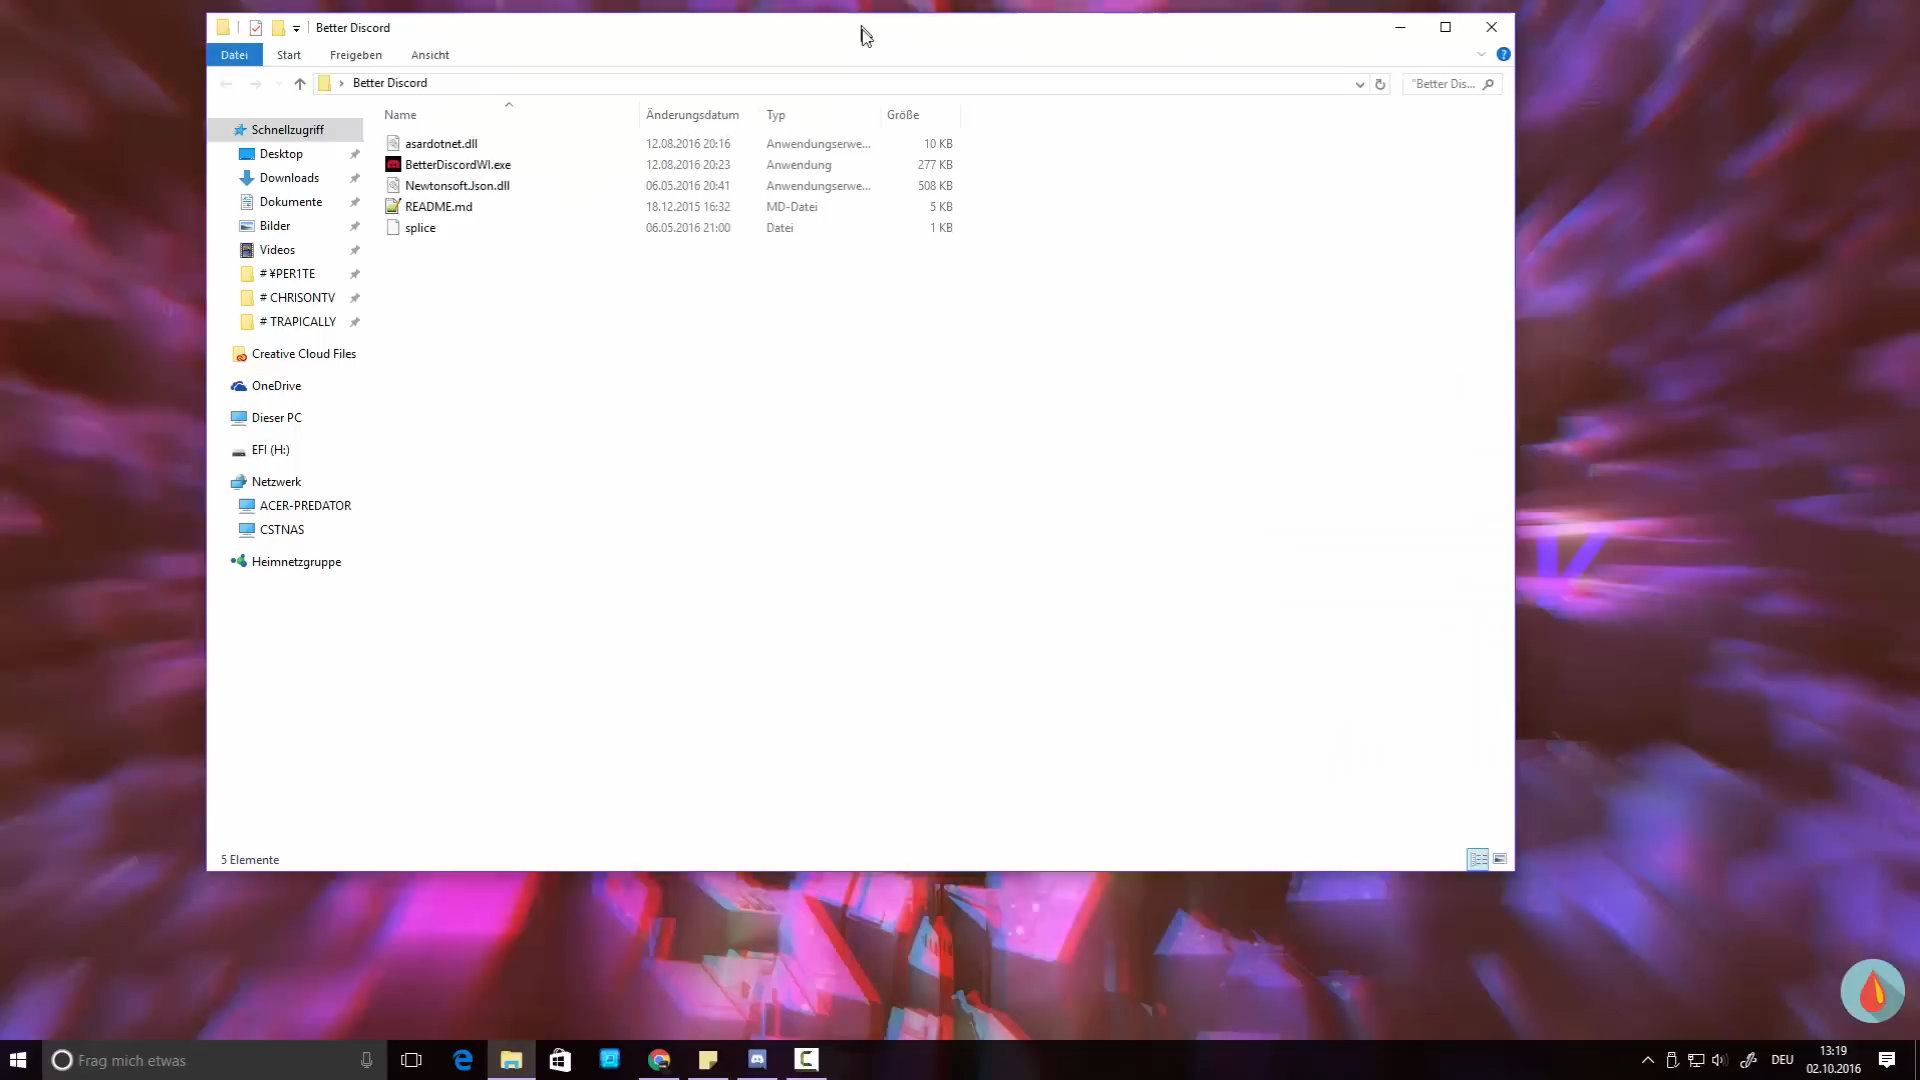 Better Discord
Datei Start Freigeben Ansicht
Better Discord "Better Dis...
Name Änderungsdatum Typ Größe
asardotnet.dll 12.08.2016 20:16 Anwendungserwe... 10 KB
BetterDiscordWI.exe 12.08.2016 20:23 Anwendung 277 KB
Newtonsoft.Json.dll 06.05.2016 20:41 Anwendungserwe... 508 KB
README.md 18.12.2015 16:32 MD-Datei 5 KB
splice 06.05.2016 21:00 Datei 1 KB
Schnellzugriff
Desktop
Downloads
Dokumente
Bilder
Videos
# ¥PER1TE
# CHRISONTV
# TRAPICALLY
Creative Cloud Files
OneDrive
Dieser PC
EFI (H:)
Netzwerk
ACER-PREDATOR
CSTNAS
Heimnetzgruppe
5 Elemente
V
Frag mich etwas
DEU
13:19
02.10.2016